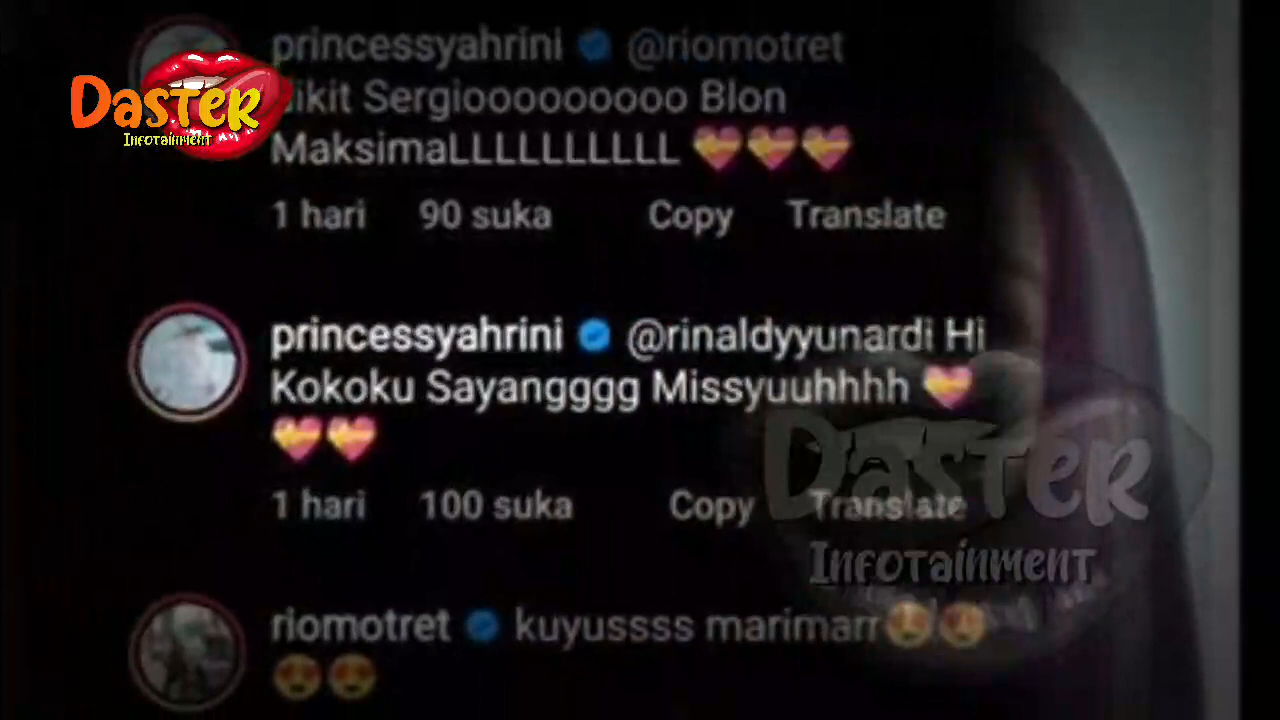 princessyahrini @riomotret
Sergiooooooooo Blon
MaksimaLLLLLLLLLL 💝💝💝
1 hari 90 suka Copy Translate
princessyahrini @rinaldyyunardi Hi
Kokoku Sayangggg Missyuuhhhh 💝
💝💝
1 hari 100 suka Copy Translate
riomotret kuyussss marimarr😍😍
😍😍
Daster
Infotainment
Daster
Infotainment